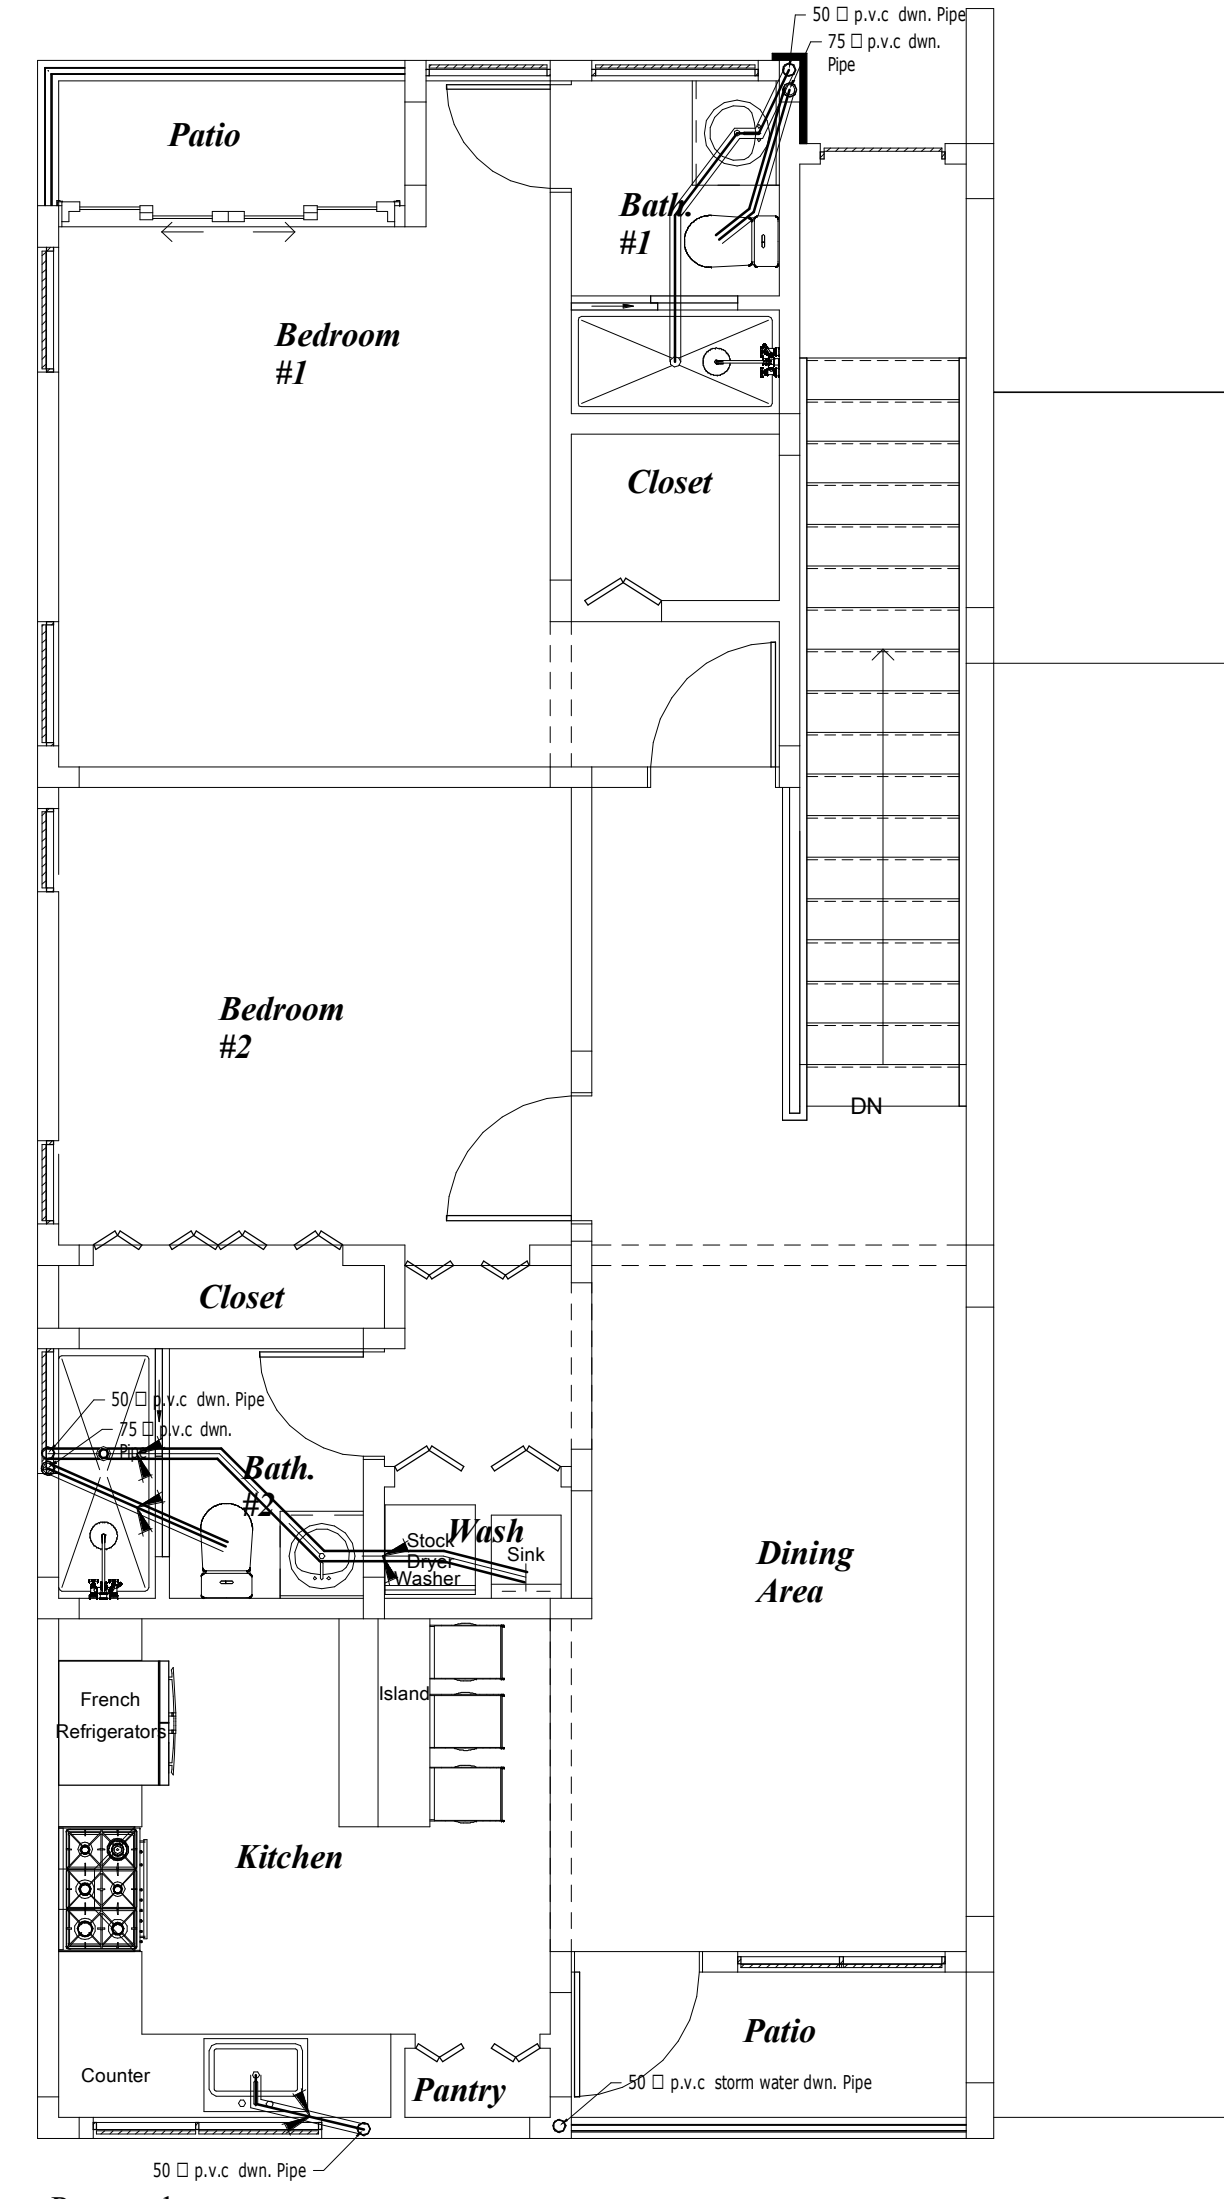 50 □ p.v.c dwn. Pipe
75 □ p.v.c dwn.
Pipe
Patio
Bath.
#1
Bedroom
#1
Closet
Bedroom
#2
DN
Closet
50 □ p.v.c dwn. Pipe
75 □ p.v.c dwn.
Pipe
Bath.
#2
Wash
Stock
Dryer
Washer
Sink
Dining
Area
French
Refrigerators
Island
Kitchen
Patio
Counter
Pantry
50 □ p.v.c storm water dwn. Pipe
50 □ p.v.c dwn. Pipe